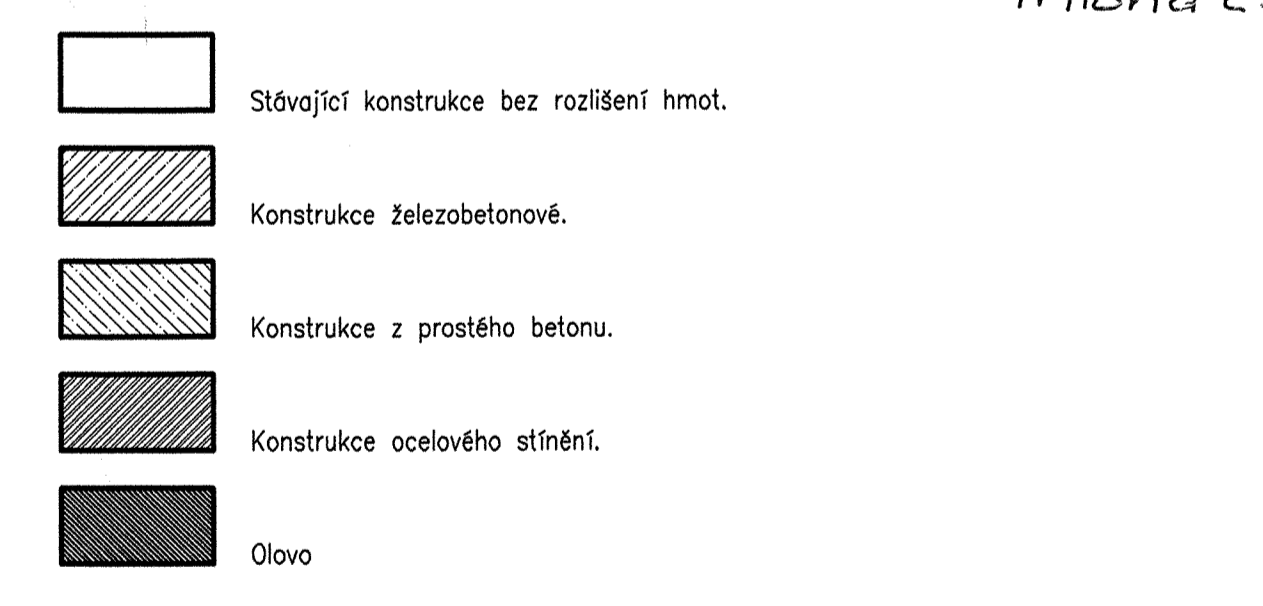 Stávající konstrukce bez rozlišení hmot.
Konstrukce železobetonové.
Konstrukce z prostého betonu.
Konstrukce ocelového stínění.
Olovo